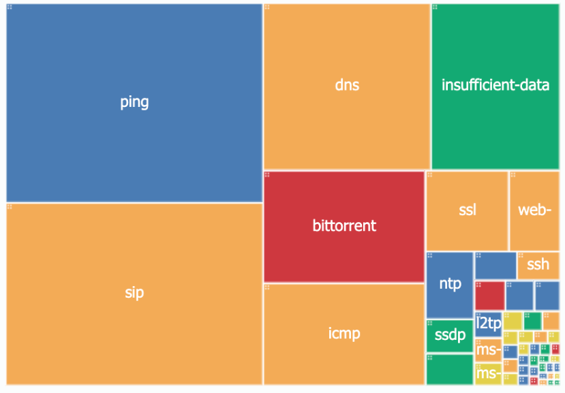 ping
dns
insufficient-data
sip
bittorrent
icmp
ssl
web-
ntp
ssh
ssdp
l2tp
ms-
ms-